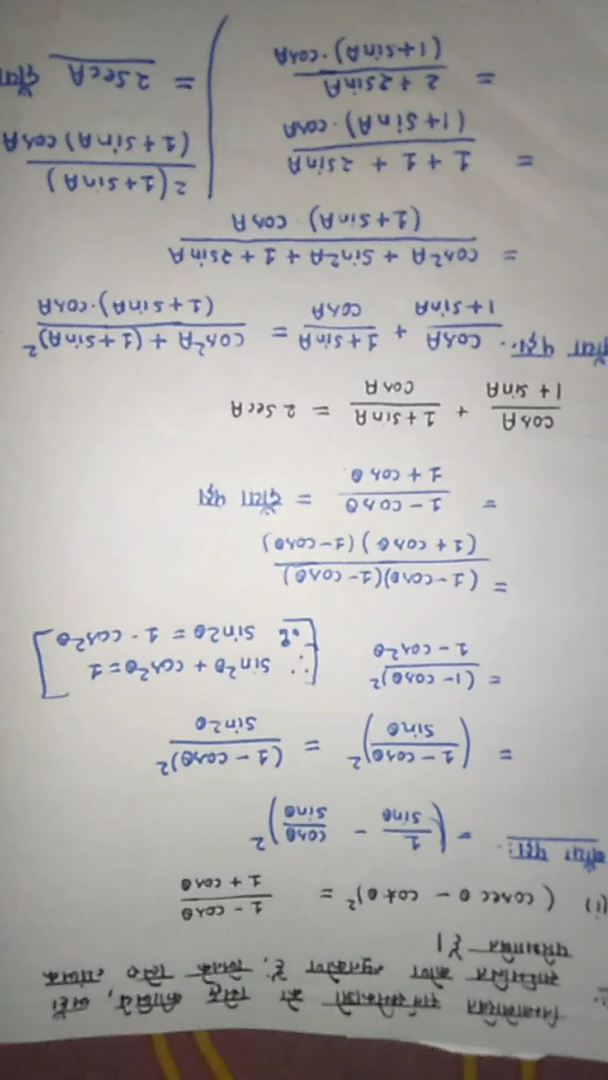 निम्नलिखित सर्वसमिकाओं को सिद्ध कीजिये, जहाँ
कोण न्यूनकोण हैं, जिनके लिए व्यंजक
परिभाषित है।
(i) (cosec θ - cot θ)² = (1 - cosθ)/(1 + cosθ)
बाँया पक्ष: = (1/sinθ - cosθ/sinθ)²
= ((1 - cosθ)/sinθ)² = (1 - cosθ)²/sin²θ
= (1 - cosθ)²/(1 - cos²θ) [∵ sin²θ + cos²θ = 1
∴ sin²θ = 1 - cos²θ]
= (1 - cosθ)(1 - cosθ)/(1 + cosθ)(1 - cosθ)
= (1 - cosθ)/(1 + cosθ) = दाँया पक्ष
cosA/(1 + sinA) + (1 + sinA)/cosA = 2 secA
बाँया पक्ष: cosA/(1 + sinA) + (1 + sinA)/cosA = (cos²A + (1 + sinA)²)/((1 + sinA)·cosA)
= (cos²A + sin²A + 1 + 2sinA)/((1 + sinA) cosA)
= (1 + 1 + 2sinA)/((1 + sinA)·cosA)
= (2 + 2sinA)/((1 + sinA)·cosA)
2(1 + sinA)/((1 + sinA) cosA)
= 2 secA